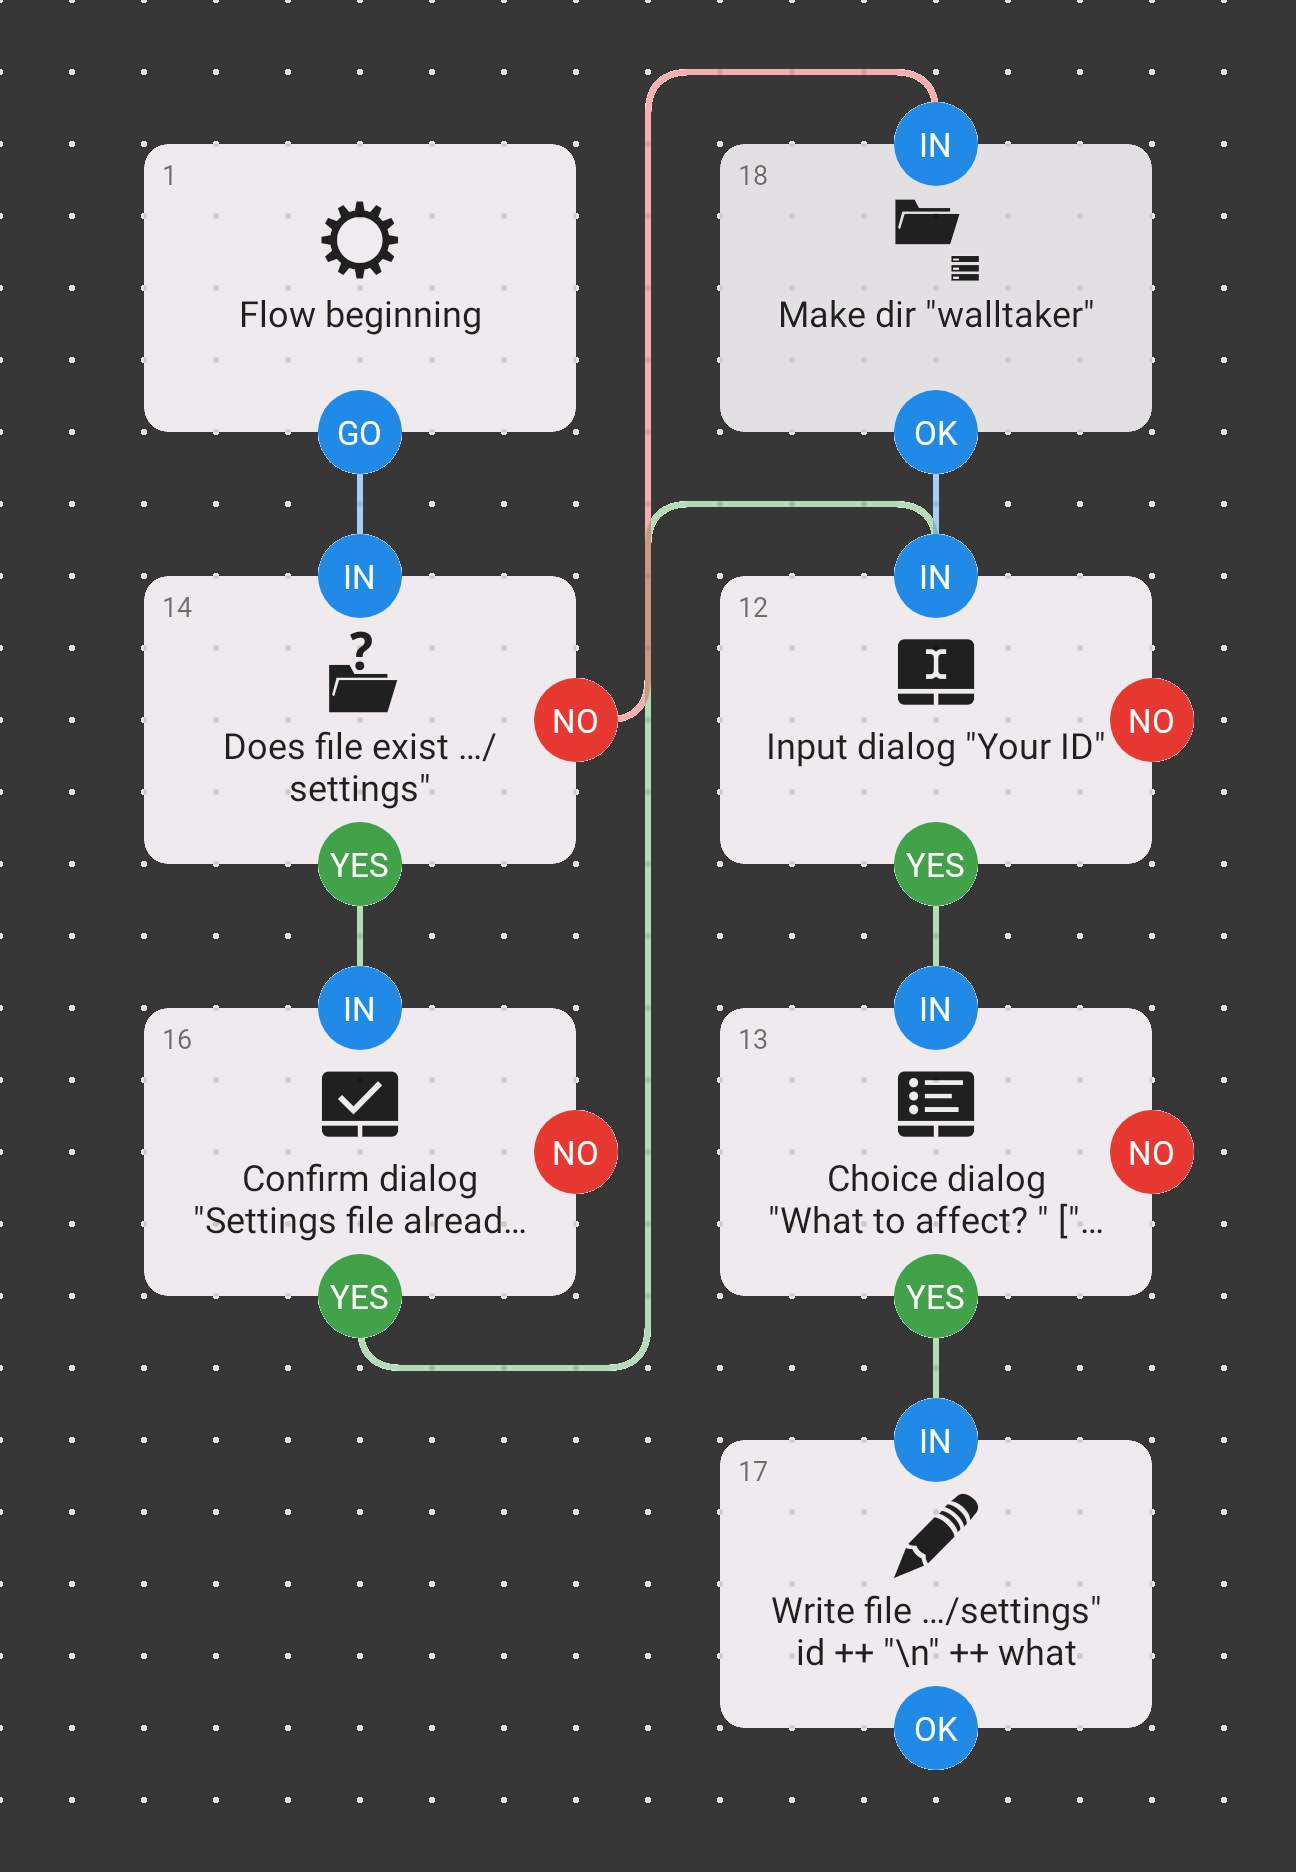 1
Flow beginning
GO
IN
14
?
Does file exist …/
settings"
NO
YES
IN
16
Confirm dialog
"Settings file alread…
NO
YES
IN
18
Make dir "walltaker"
OK
IN
12
Input dialog "Your ID"
NO
YES
IN
13
Choice dialog
"What to affect? " ["…
NO
YES
IN
17
Write file …/settings"
id ++ "\n" ++ what
OK